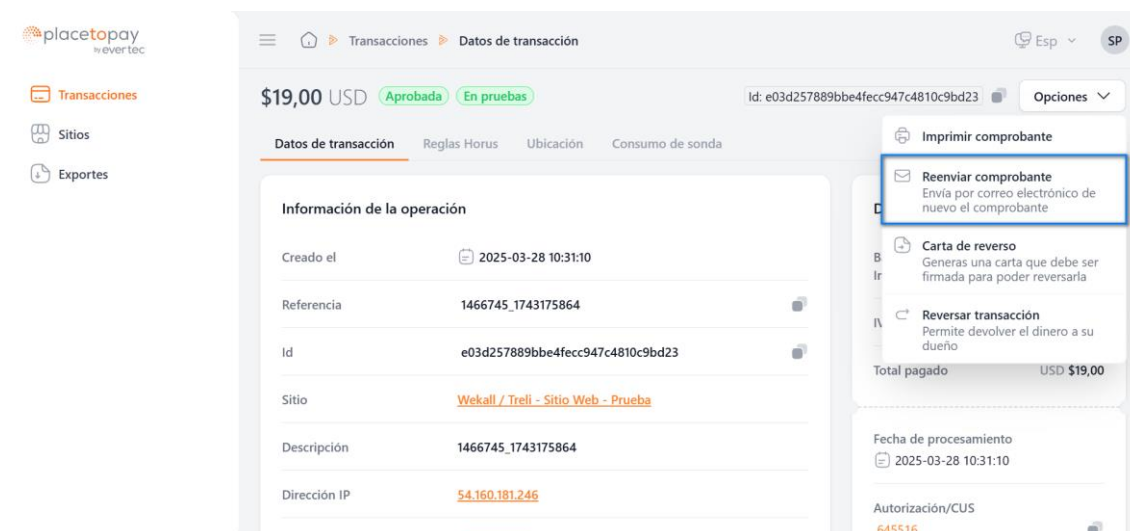 placetopay
by evertec
Transacciones
Sitios
Exportes
Transacciones Datos de transacción
Esp
SP
$19,00 USD Aprobada En pruebas
Id: e03d257889bbe4fecc947c4810c9bd23
Opciones
Imprimir comprobante
Reenviar comprobante
Envía por correo electrónico de
nuevo el comprobante
Carta de reverso
Generas una carta que debe ser
firmada para poder reversarla
Reversar transacción
Permite devolver el dinero a su
dueño
Datos de transacción Reglas Horus Ubicación Consumo de sonda
Información de la operación
Creado el 2025-03-28 10:31:10
Referencia 1466745_1743175864
Id e03d257889bbe4fecc947c4810c9bd23
Sitio Wekall / Treli - Sitio Web - Prueba
Descripción 1466745_1743175864
Dirección IP 54.160.181.246
Total pagado USD $19,00
Fecha de procesamiento
2025-03-28 10:31:10
Autorización/CUS
645516